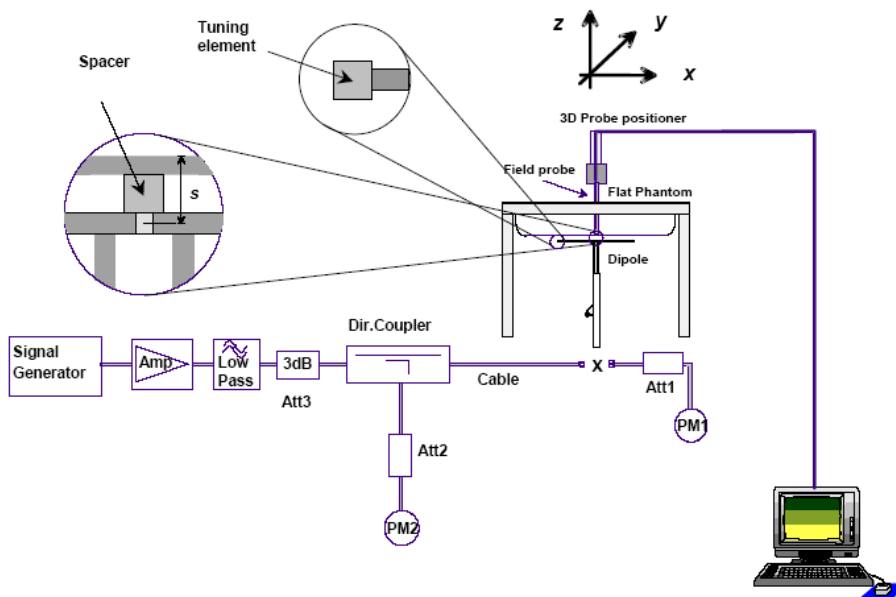 Tuning
element
Spacer
s
z
y
x
3D Probe positioner
Field probe
Flat Phantom
Dipole
Dir.Coupler
Signal
Generator
Amp
Low
Pass
3dB
Att3
Cable
X
Att1
PM1
Att2
PM2